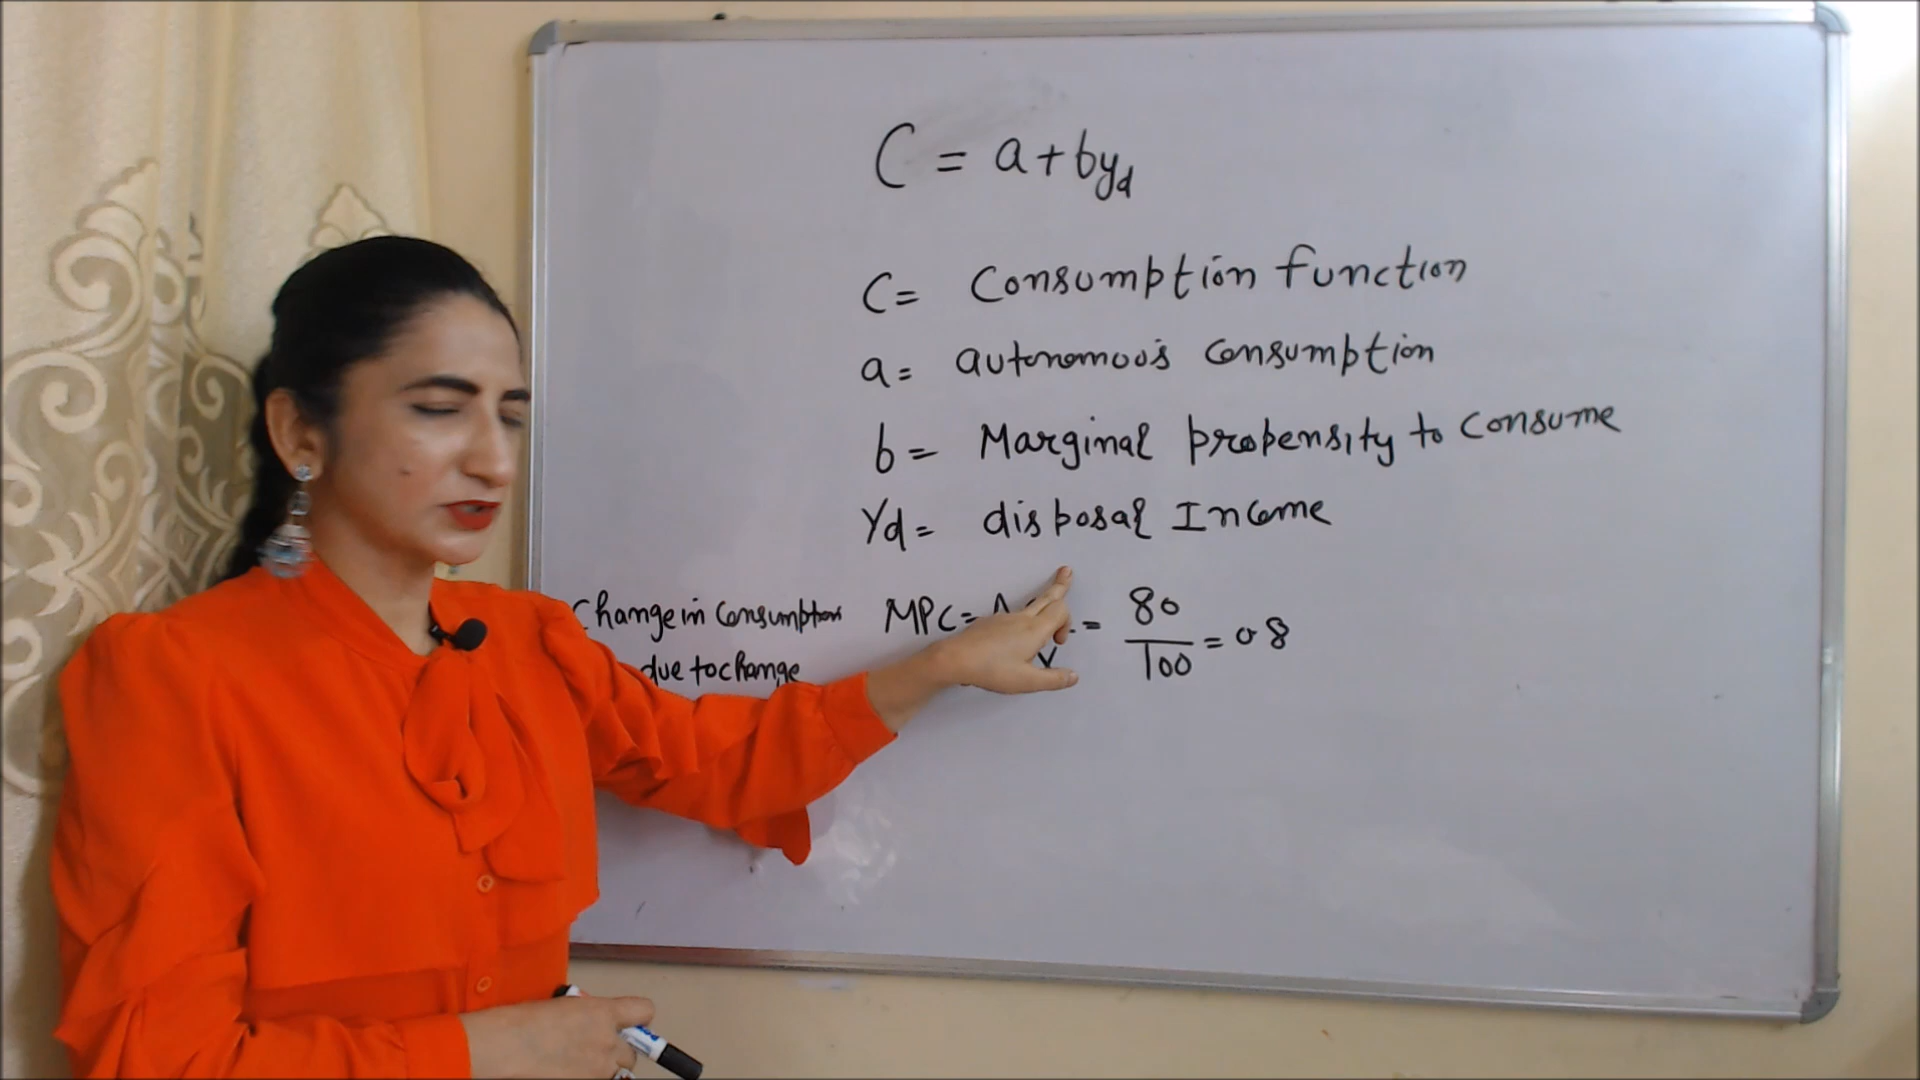 C = a + byd
C = Consumption function
a = autonomous consumption
b = Marginal propensity to consume
Yd = disposal Income
Change in Consumption MPC = = 80/100 = 0 8
due to change